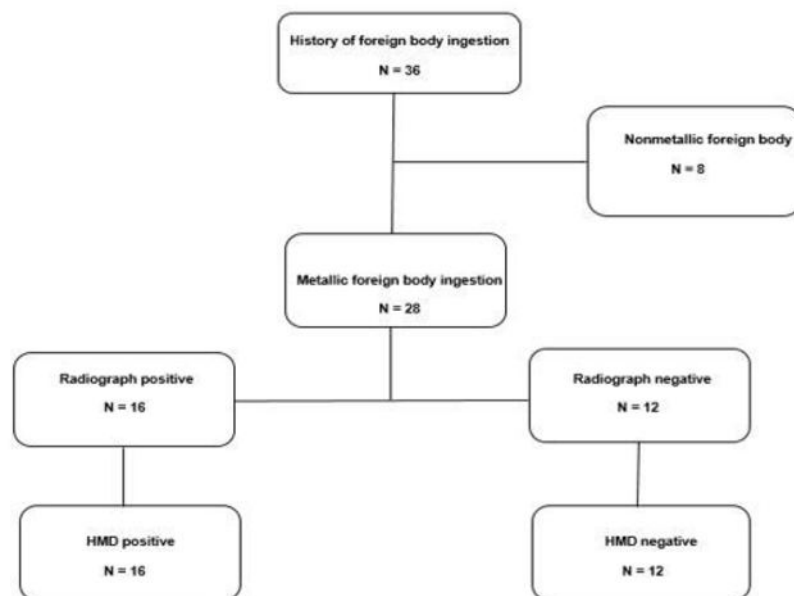 History of foreign body ingestion
N = 36
Nonmetallic foreign body
N = 8
Metallic foreign body ingestion
N = 28
Radiograph positive
N = 16
Radiograph negative
N = 12
HMD positive
N = 16
HMD negative
N = 12